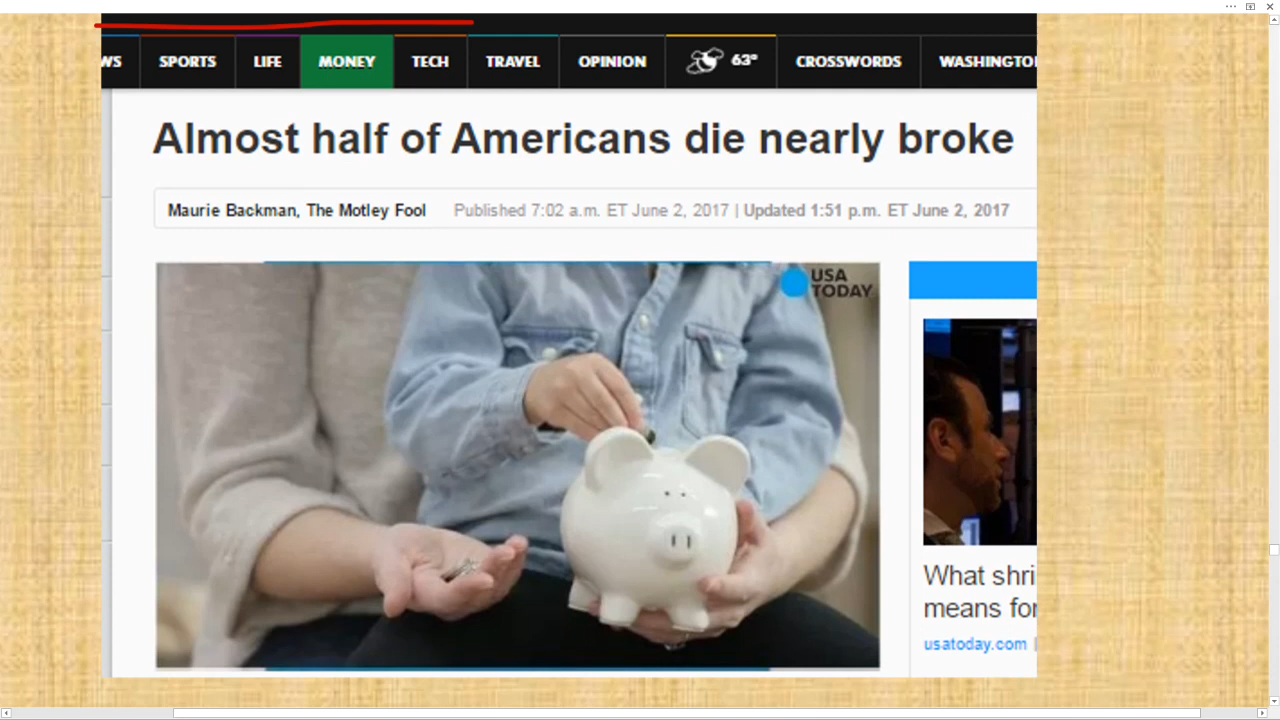 WS SPORTS LIFE MONEY TECH TRAVEL OPINION 63° CROSSWORDS WASHINGTO
Almost half of Americans die nearly broke
Maurie Backman, The Motley Fool Published 7:02 a.m. ET June 2, 2017 | Updated 1:51 p.m. ET June 2, 2017
USA
TODAY
What shri
means for
usatoday.com |